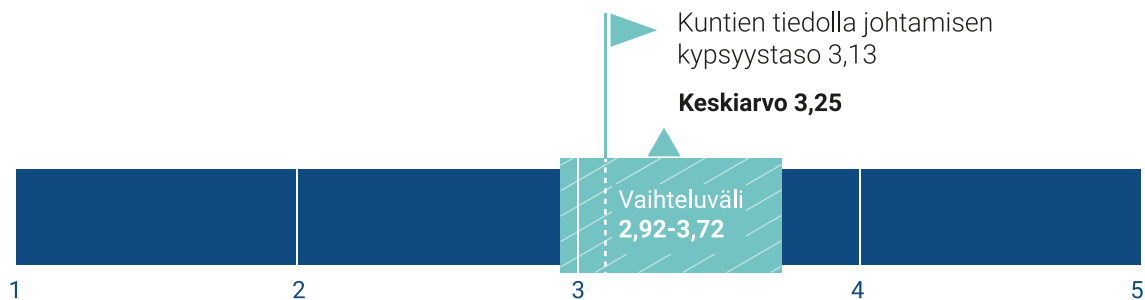 Kuntien tiedolla johtamisen
kypsyystaso 3,13
Keskiarvo 3,25
Vaihteluväli
2,92-3,72
1
2
3
4
5